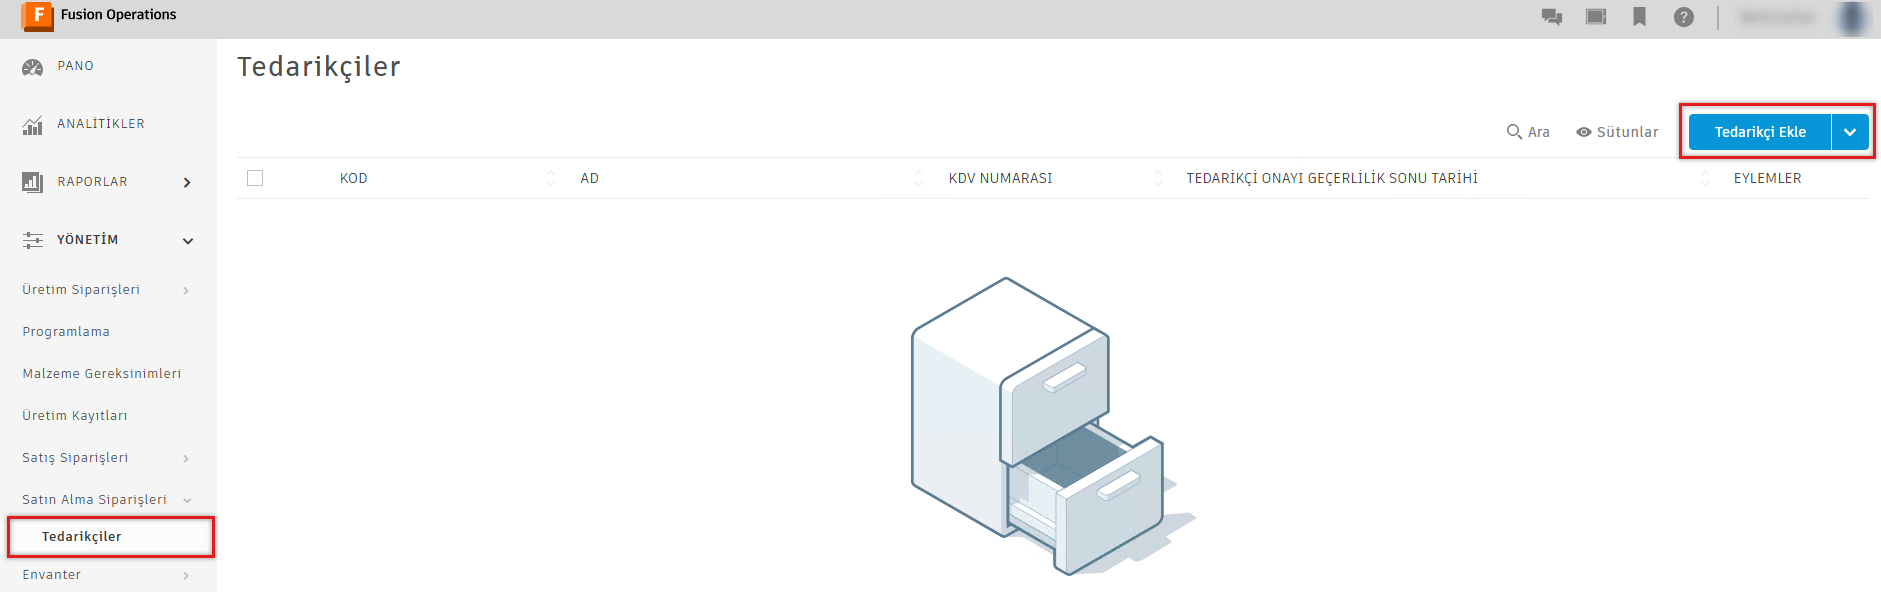 Fusion Operations
PANO
ANALİTİKLER
RAPORLAR
YÖNETİM
Üretim Siparişleri
Programlama
Malzeme Gereksinimleri
Üretim Kayıtları
Satış Siparişleri
Satın Alma Siparişleri
Tedarikçiler
Envanter
Tedarikçiler
Ara Sütunlar Tedarikçi Ekle
KOD AD KDV NUMARASI TEDARİKÇİ ONAYI GEÇERLİLİK SONU TARİHİ EYLEMLER